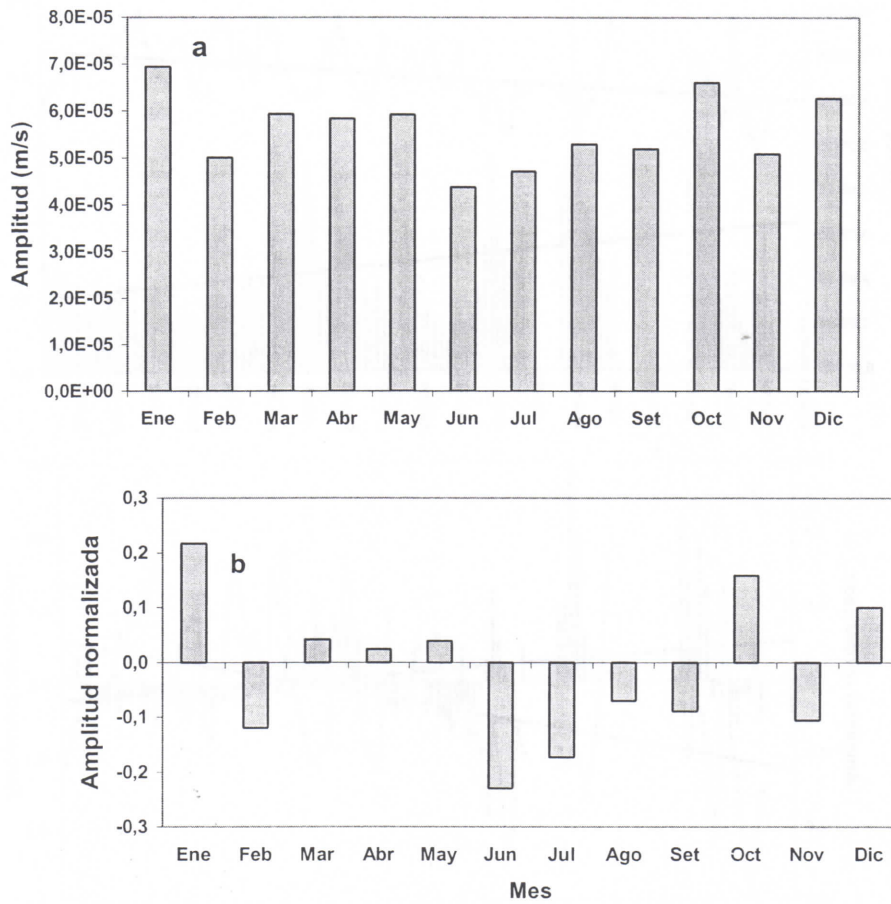 8,0E-05
a
7,0E-05
6,0E-05
5,0E-05
4,0E-05
3,0E-05
2,0E-05
1,0E-05
0,0E+00
Amplitud (m/s)
Ene Feb Mar Abr May Jun Jul Ago Set Oct Nov Dic
0,3
b
0,2
0,1
0,0
-0,1
-0,2
-0,3
Amplitud normalizada
Ene Feb Mar Abr May Jun Jul Ago Set Oct Nov Dic
Mes